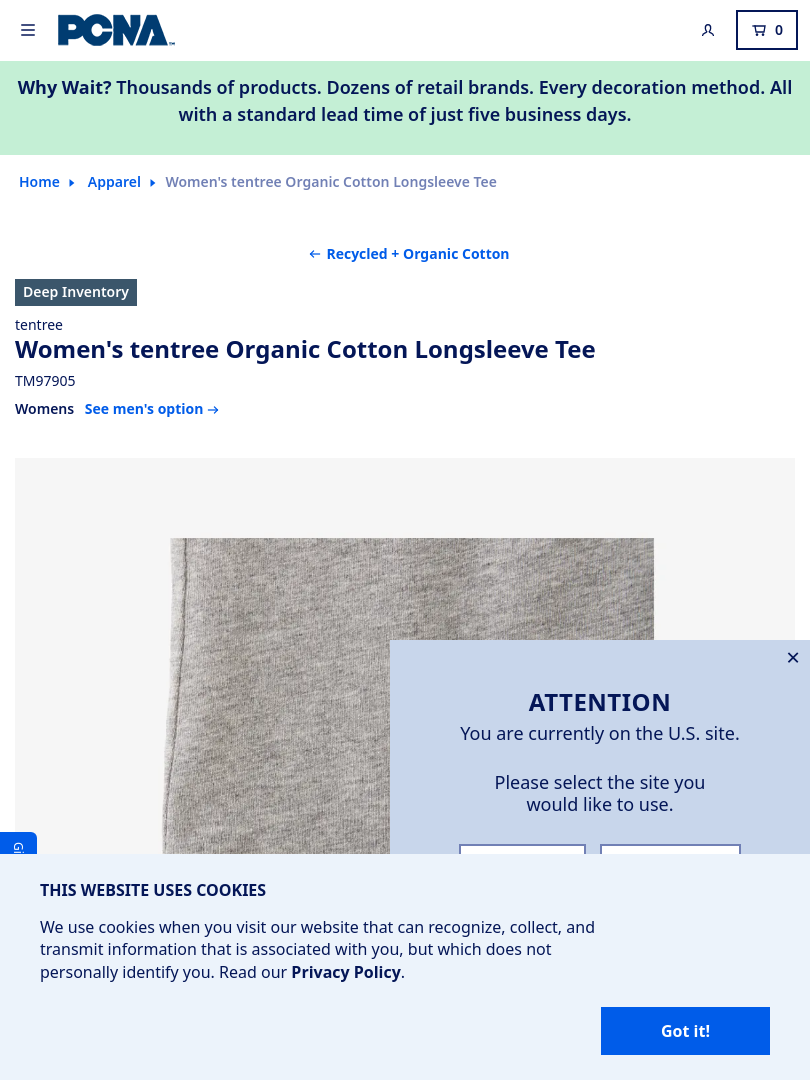 PCNA
0
Why Wait? Thousands of products. Dozens of retail brands. Every decoration method. All
with a standard lead time of just five business days.
Home
Apparel
Women's tentree Organic Cotton Longsleeve Tee
Recycled + Organic Cotton
Deep Inventory
tentree
Women's tentree Organic Cotton Longsleeve Tee
TM97905
Womens See men's option
ATTENTION
You are currently on the U.S. site.
Please select the site you
would like to use.
THIS WEBSITE USES COOKIES
We use cookies when you visit our website that can recognize, collect, and
transmit information that is associated with you, but which does not
personally identify you. Read our Privacy Policy.
Got it!